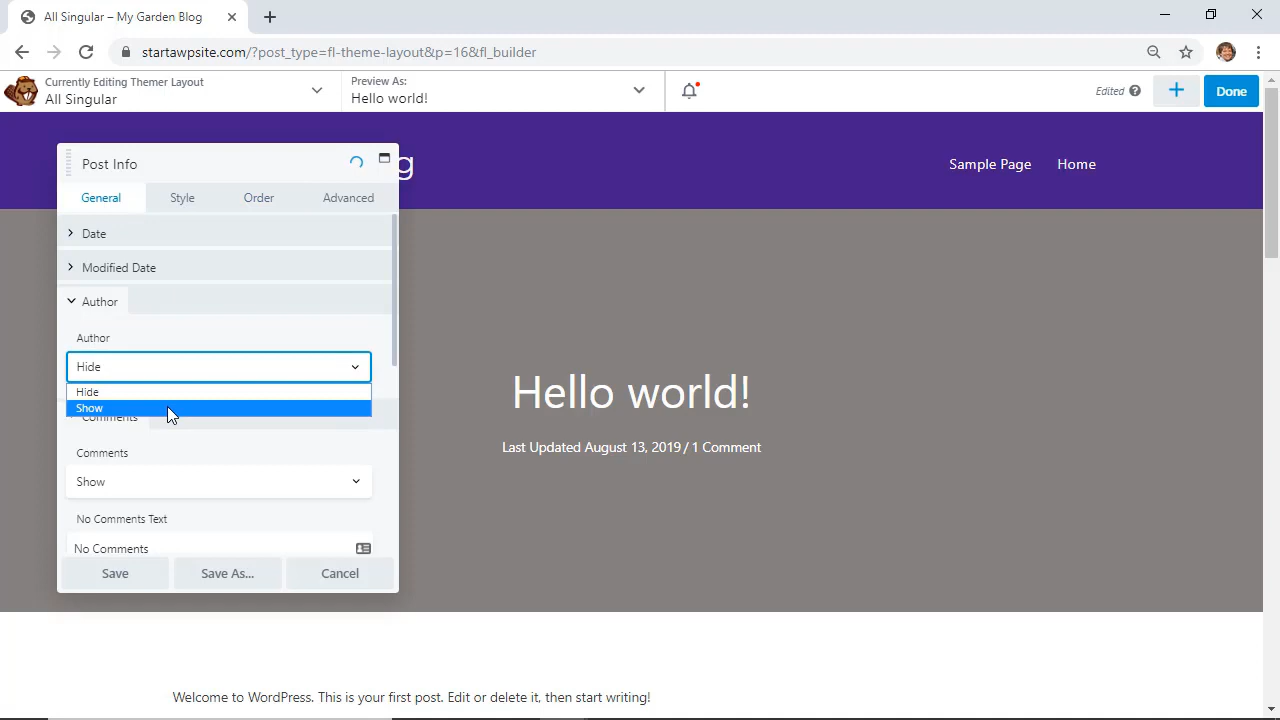 All Singular – My Garden Blog
startawpsite.com/?post_type=fl-theme-layout&p=16&fl_builder
Currently Editing Themer Layout
All Singular
Preview As:
Hello world!
Edited
Done
Post Info
g
Sample Page
Home
General
Style
Order
Advanced
Date
Modified Date
Author
Author
Hide
Hide
Show
Comments
Comments
Show
No Comments Text
No Comments
Save
Save As...
Cancel
Hello world!
Last Updated August 13, 2019 / 1 Comment
Welcome to WordPress. This is your first post. Edit or delete it, then start writing!